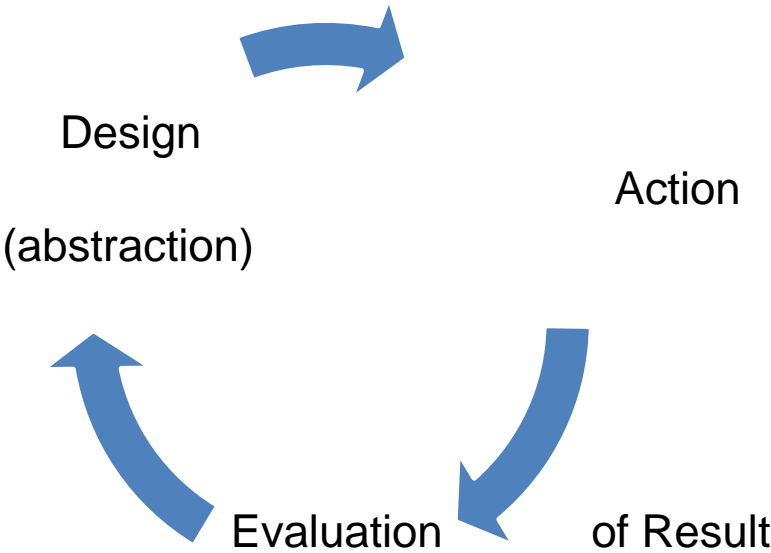 Design
Action
(abstraction)
Evaluation of Result